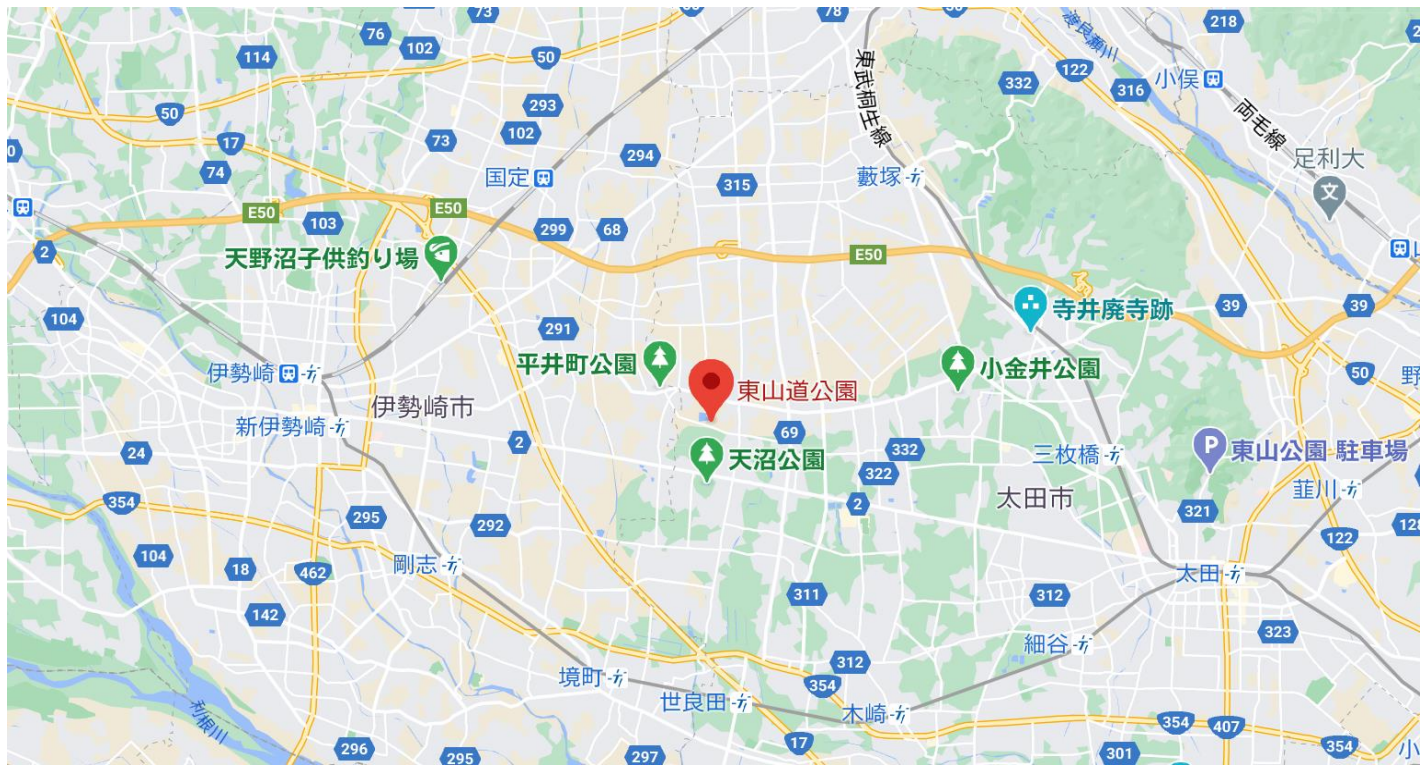 73
78
76
102
50
114
218
122
渡良瀬川
小俣
316
332
東武桐生線
両毛線
足利大
293
50
102
73
17
294
74
国定
315
藪塚
E50
E50
103
299
68
2
天野沼子供釣り場
E50
39
39
寺井廃寺跡
104
291
平井町公園
小金井公園
50
伊勢崎
東山道公園
伊勢崎市
新伊勢崎
2
69
24
天沼公園
332
322
三枚橋
東山公園 駐車場
太田市
韮川
354
2
295
292
321
122
104
18
462
剛志
太田
142
311
312
細谷
323
境町
312
354
世良田
木崎
利根川
296
295
297
17
354
407
354
301